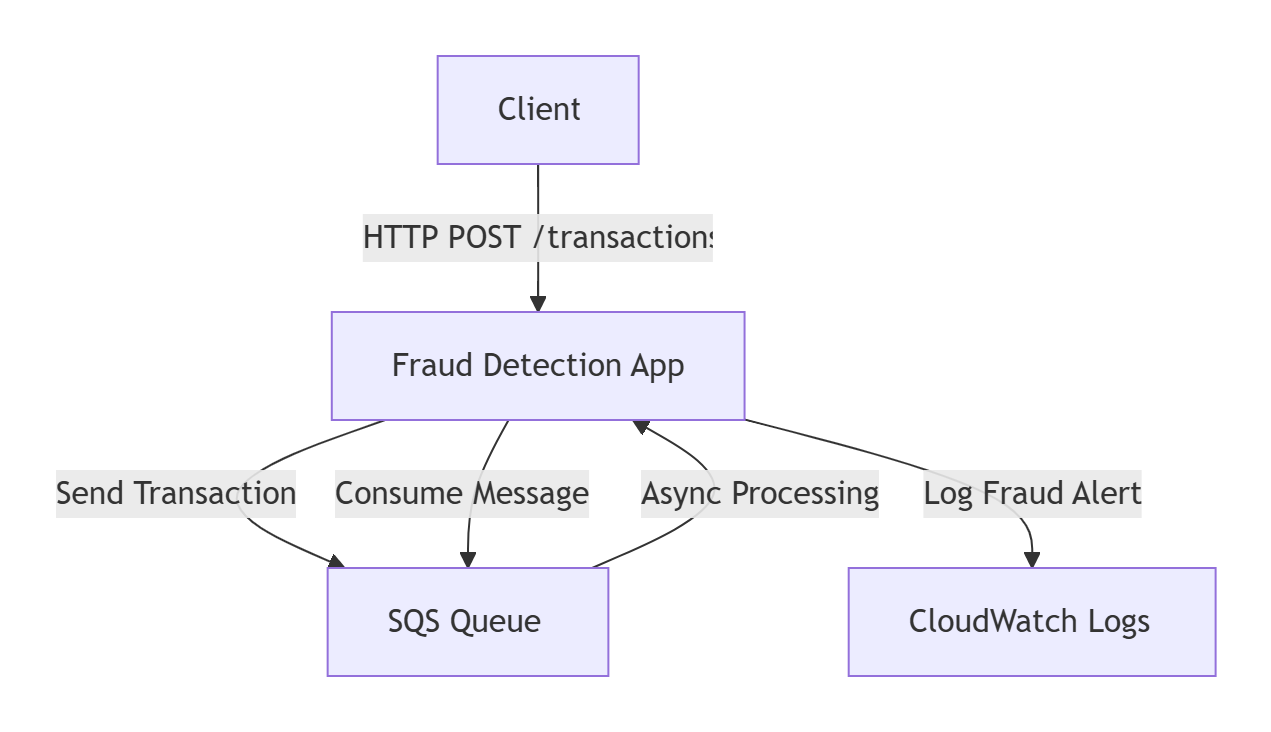 Client
HTTP POST /transactions
Fraud Detection App
Send Transaction
Consume Message
Async Processing
Log Fraud Alert
SQS Queue
CloudWatch Logs